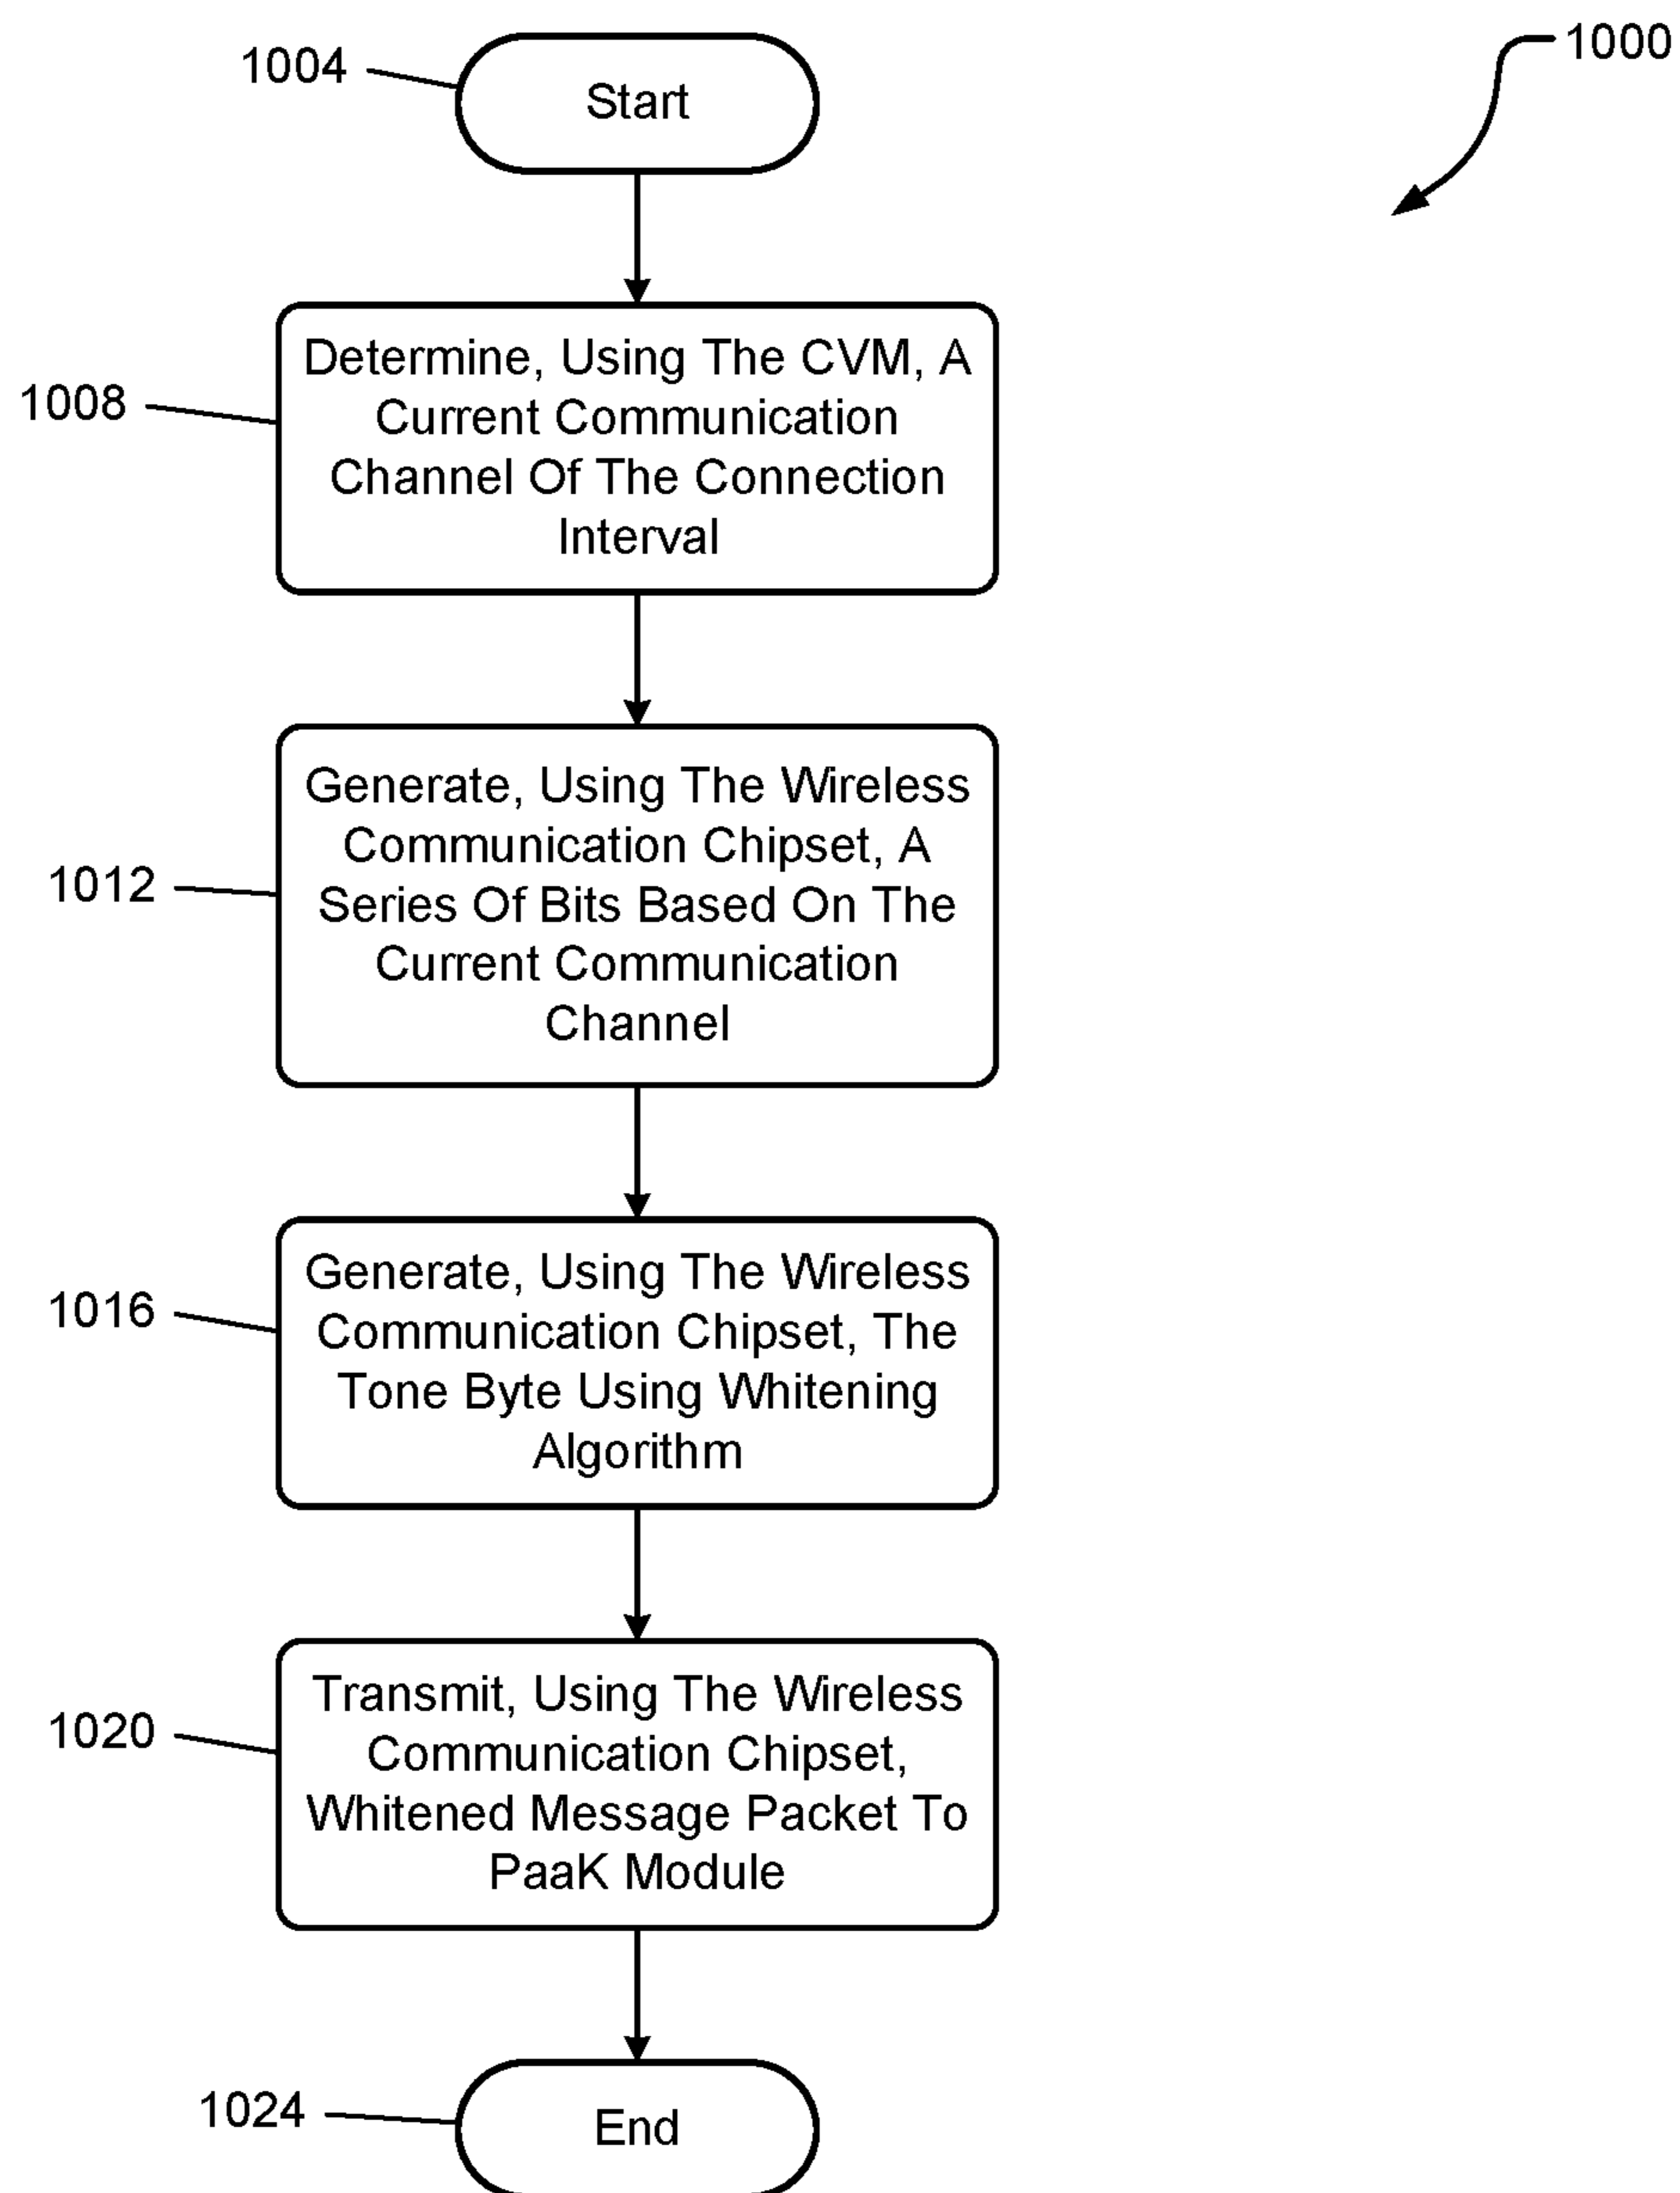 1000
1004
Start
1008
Determine, Using The CVM, A
Current Communication
Channel Of The Connection
Interval
1012
Generate, Using The Wireless
Communication Chipset, A
Series Of Bits Based On The
Current Communication
Channel
1016
Generate, Using The Wireless
Communication Chipset, The
Tone Byte Using Whitening
Algorithm
1020
Transmit, Using The Wireless
Communication Chipset,
Whitened Message Packet To
PaaK Module
1024
End